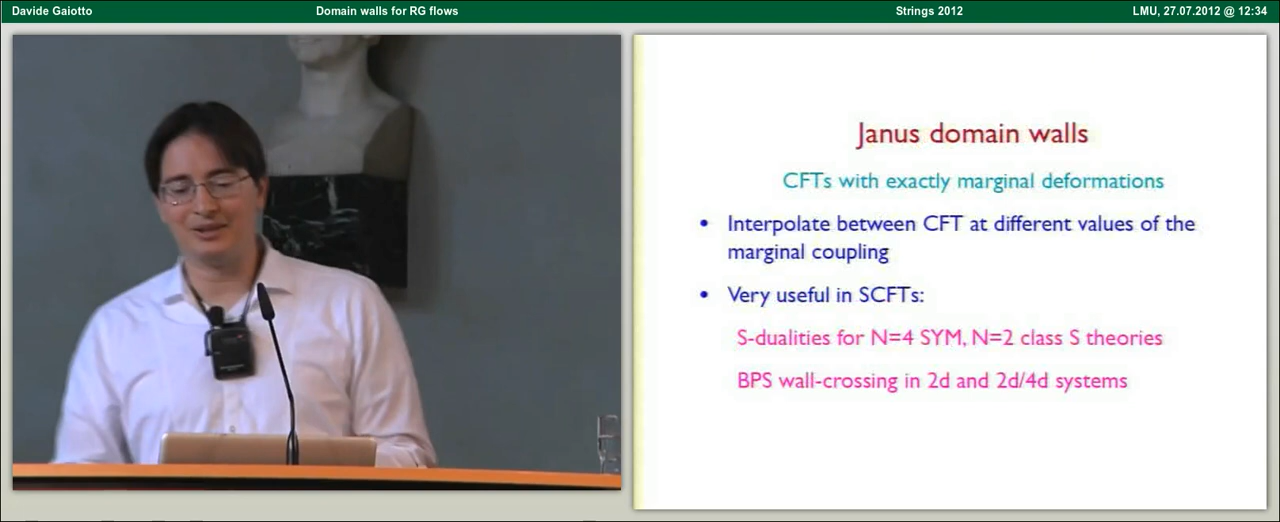 Davide Gaiotto Domain walls for RG flows Strings 2012 LMU, 27.07.2012 @ 12:34
Janus domain walls
CFTs with exactly marginal deformations
• Interpolate between CFT at different values of the
marginal coupling
• Very useful in SCFTs:
S-dualities for N=4 SYM, N=2 class S theories
BPS wall-crossing in 2d and 2d/4d systems